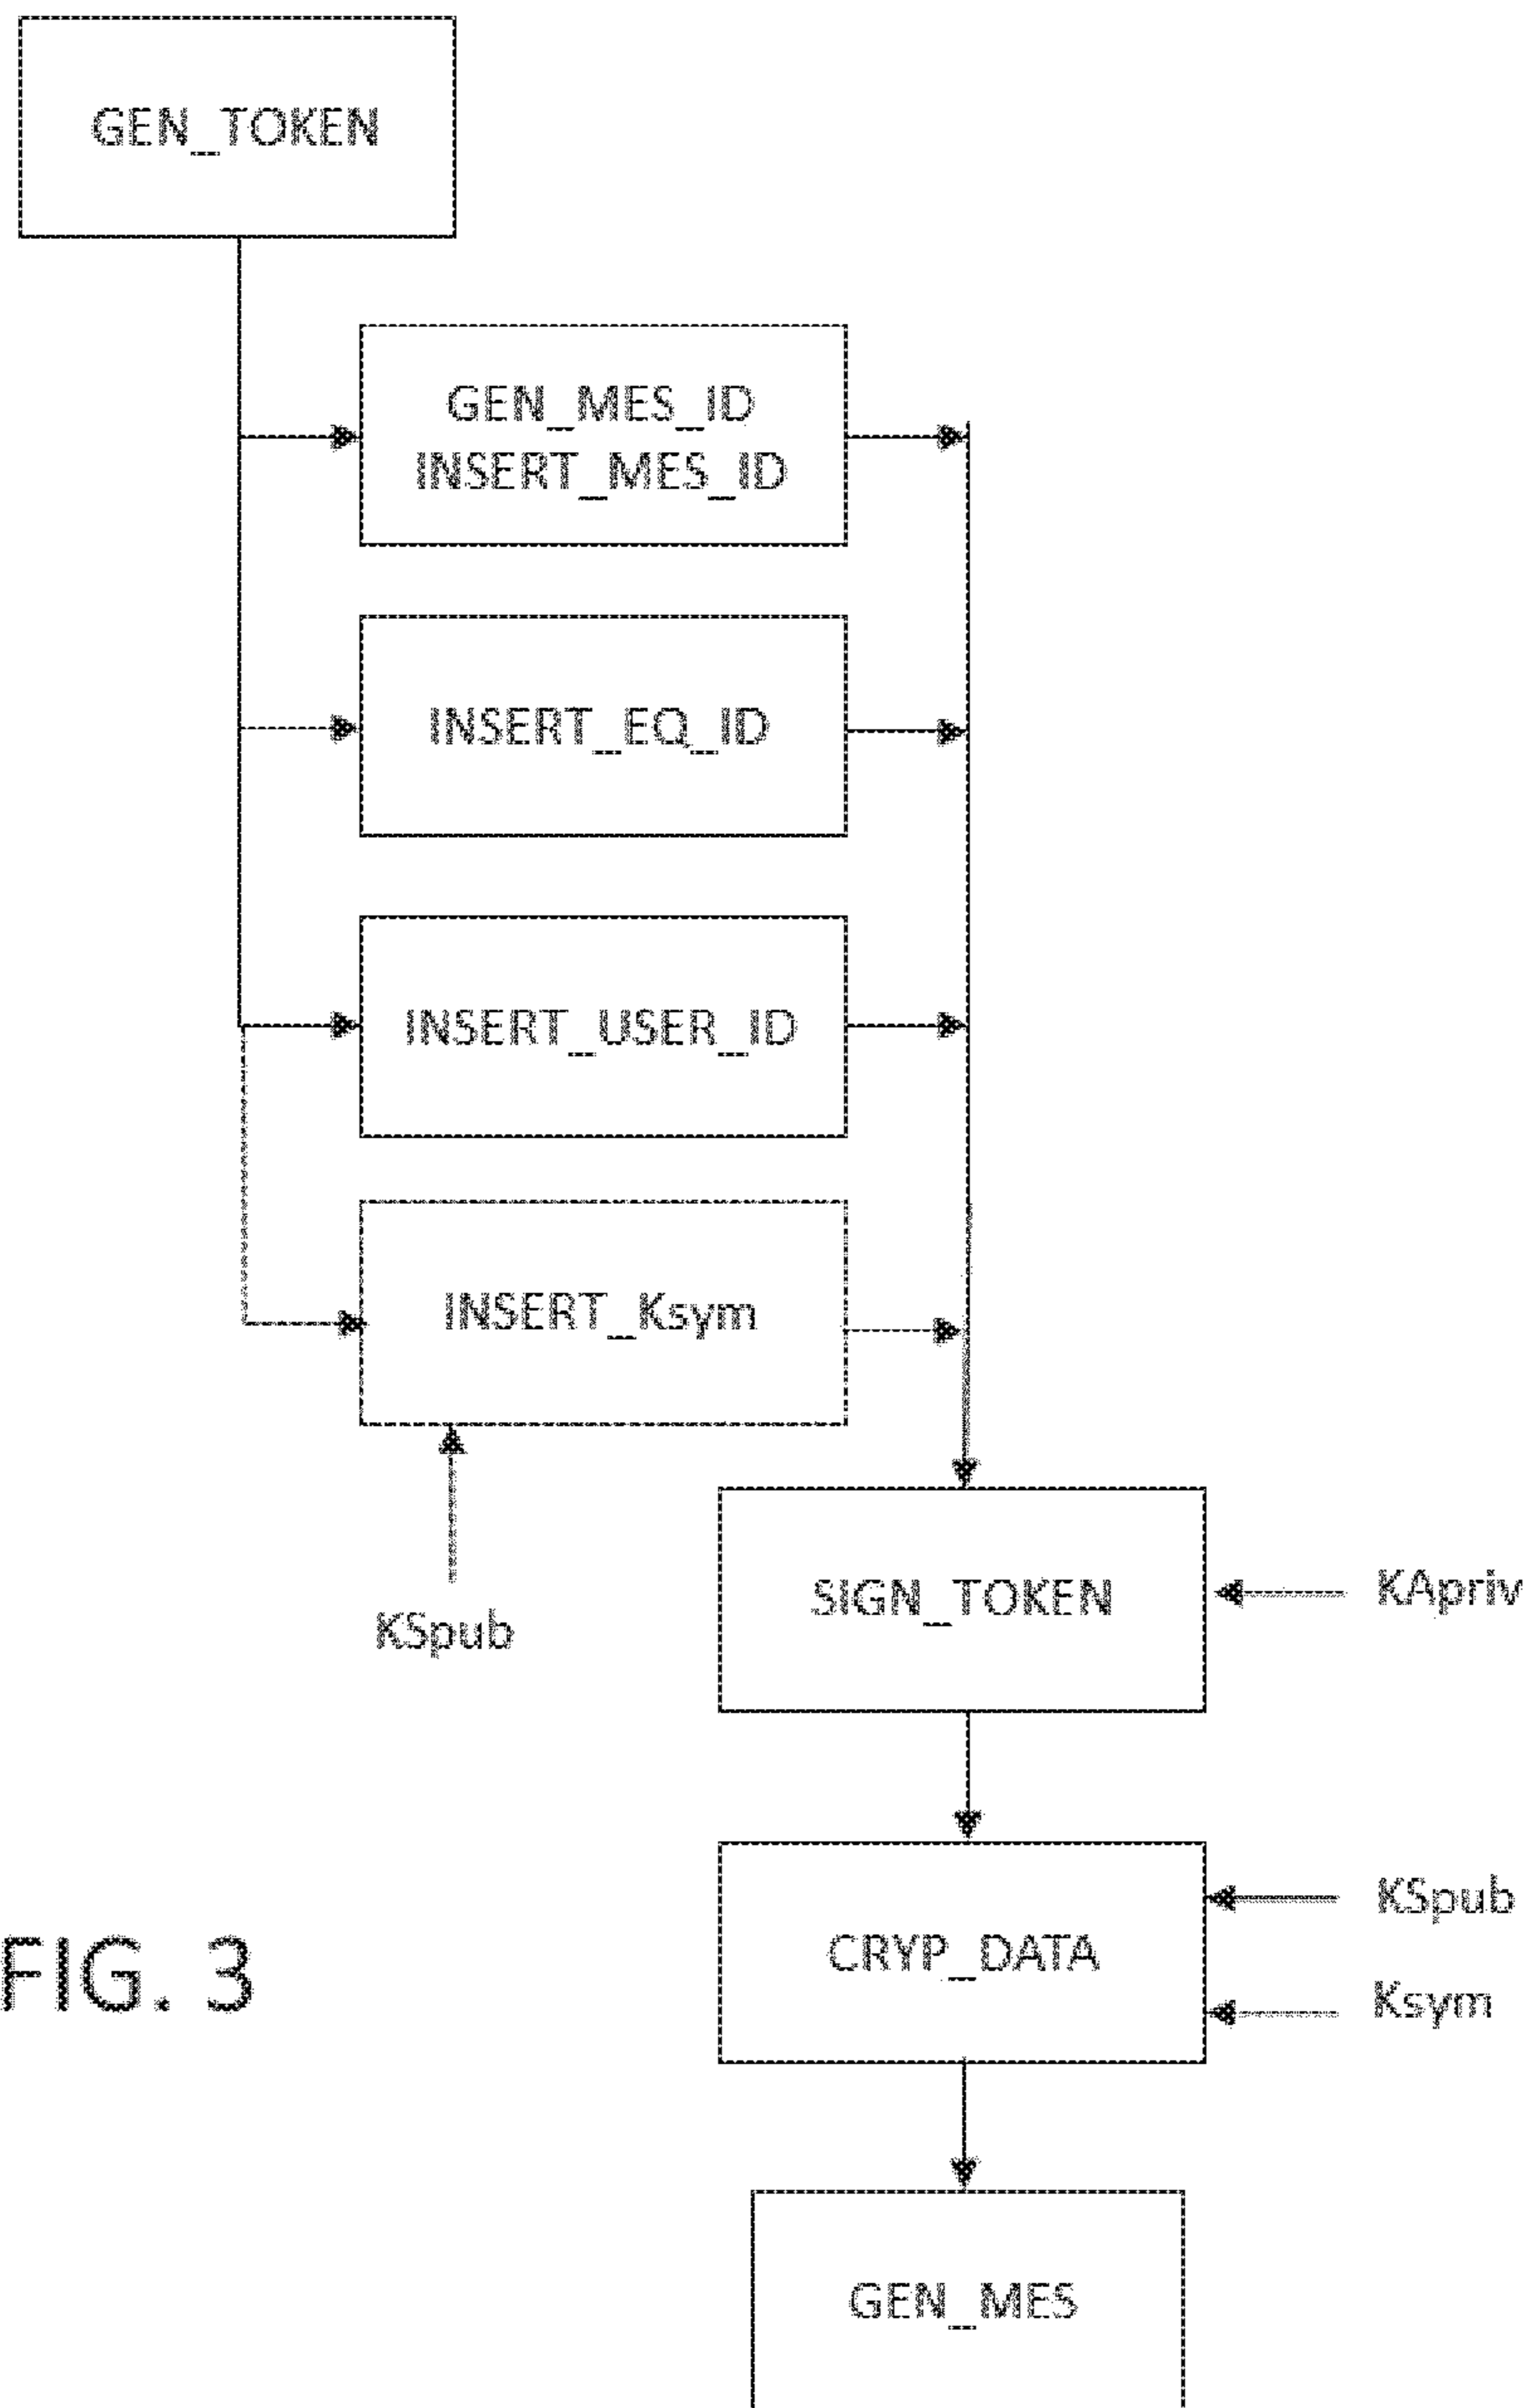 GEN_TOKEN
GEN_MES_ID
INSERT_MES_ID
INSERT_EQ_ID
INSERT_USER_ID
INSERT_Ksym
KSpub
SIGN_TOKEN
KApriv
CRYP_DATA
KSpub
Ksym
FIG. 3
GEN_MES